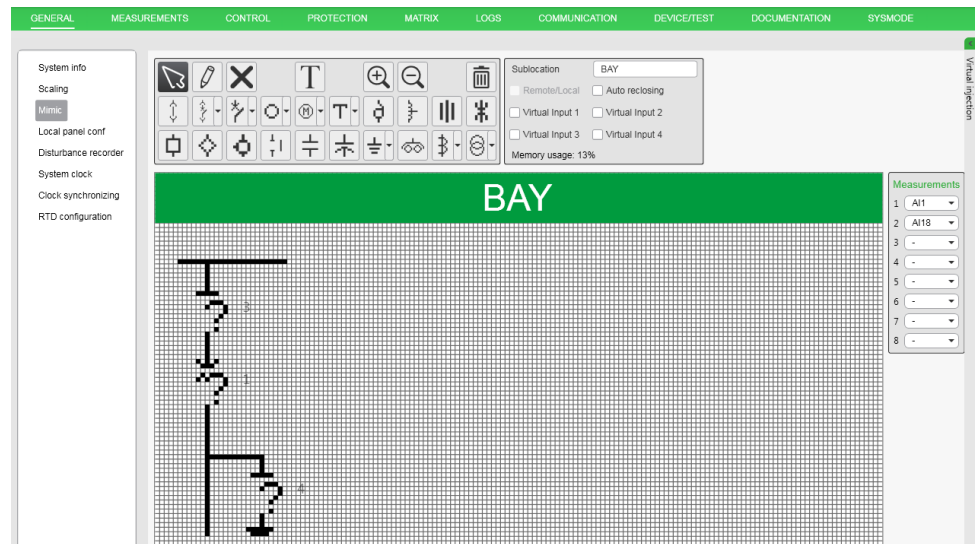 GENERAL MEASUREMENTS CONTROL PROTECTION MATRIX LOGS COMMUNICATION DEVICE/TEST DOCUMENTATION SYSMODE
System info
Scaling
Mimic
Local panel conf
Disturbance recorder
System clock
Clock synchronizing
RTD configuration
T
M
Sublocation BAY
Remote/Local Auto reclosing
Virtual Input 1 Virtual Input 2
Virtual Input 3 Virtual Input 4
Memory usage: 13%
<
Virtual injection
BAY
3
1
4
Measurements
1 AI1
2 AI18
3 -
4 -
5 -
6 -
7 -
8 -